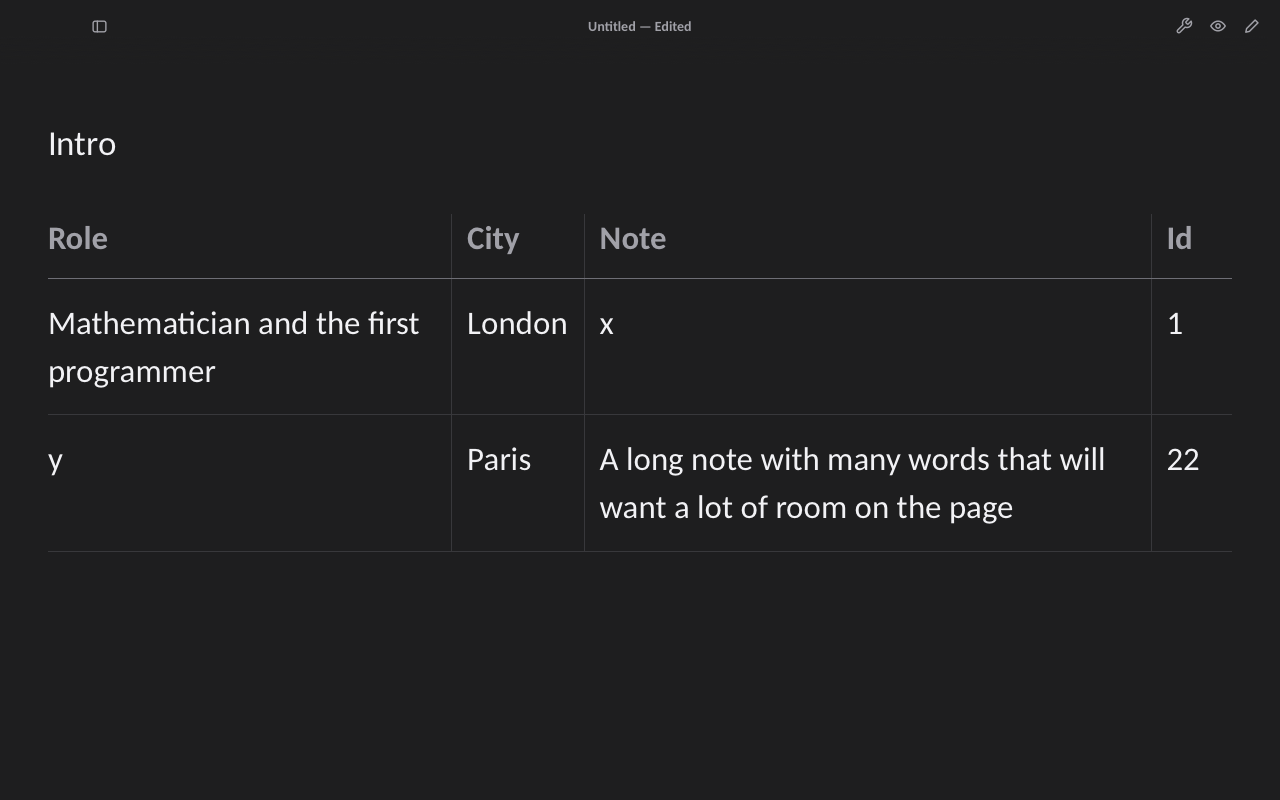 Untitled — Edited
Intro
Role City Note Id
Mathematician and the first London x 1
programmer
y Paris A long note with many words that will 22
want a lot of room on the page